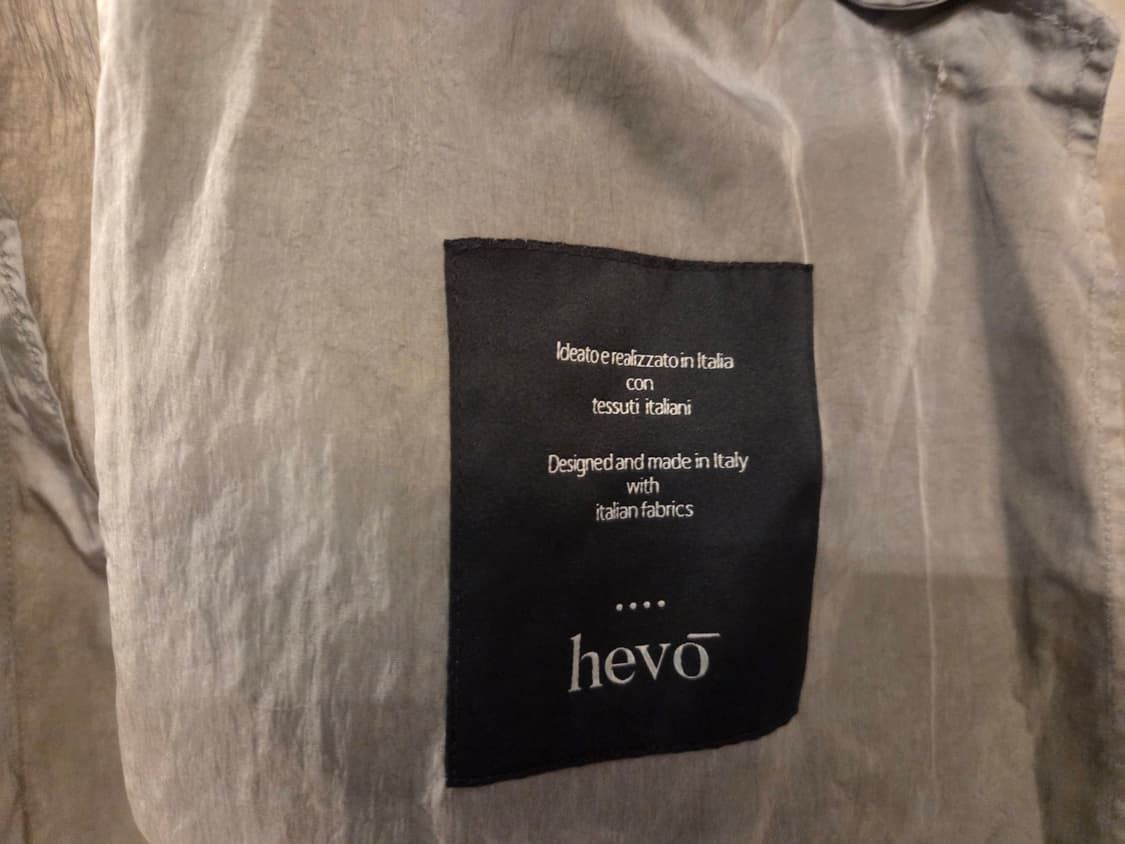 Ideato e realizzato in Italia
con
tessuti italiani
Designed and made in Italy
with
italian fabrics
....
hevō